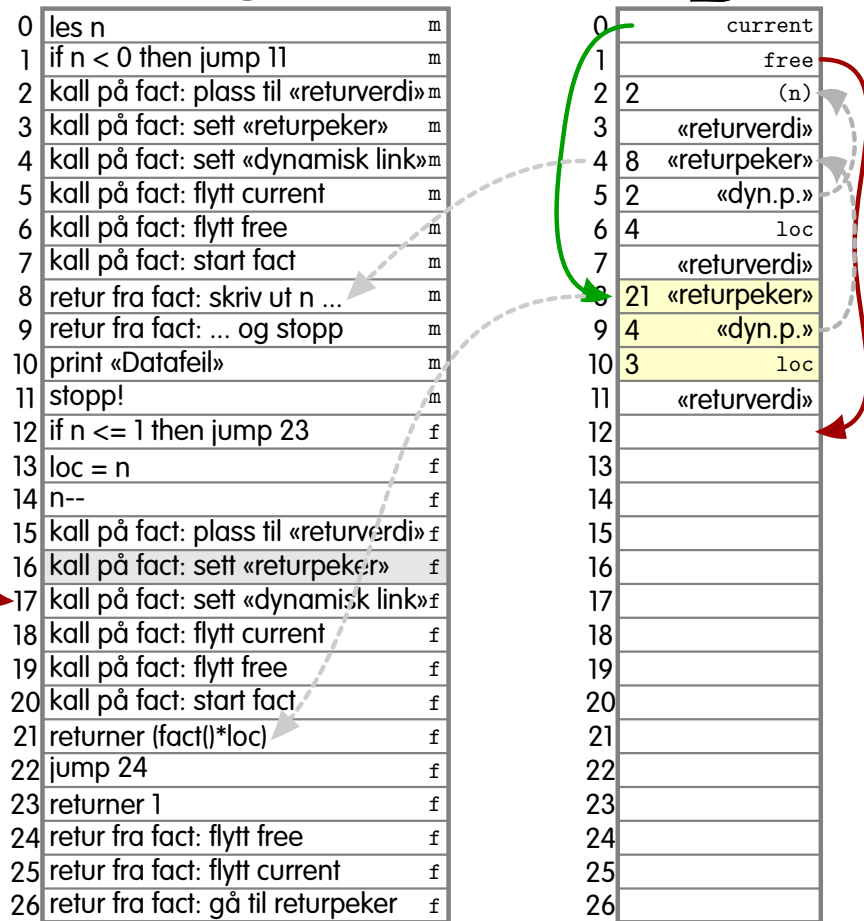 0 les n m
1 if n < 0 then jump 11 m
2 kall på fact: plass til «returverdi» m
3 kall på fact: sett «returpeker» m
4 kall på fact: sett «dynamisk link» m
5 kall på fact: flytt current m
6 kall på fact: flytt free m
7 kall på fact: start fact m
8 retur fra fact: skriv ut n ... m
9 retur fra fact: ... og stopp m
10 print «Datafeil» m
11 stopp! m
12 if n <= 1 then jump 23 f
13 loc = n f
14 n-- f
15 kall på fact: plass til «returverdi» f
16 kall på fact: sett «returpeker» f
17 kall på fact: sett «dynamisk link» f
18 kall på fact: flytt current f
19 kall på fact: flytt free f
20 kall på fact: start fact f
21 returner (fact()*loc) f
22 jump 24 f
23 returner 1 f
24 retur fra fact: flytt free f
25 retur fra fact: flytt current f
26 retur fra fact: gå til returpeker f
0 current
1 free
2 2 (n)
3 «returverdi»
4 8 «returpeker»
5 2 «dyn.p.»
6 4 loc
7 «returverdi»
8 21 «returpeker»
9 4 «dyn.p.»
10 3 loc
11 «returverdi»
12
13
14
15
16
17
18
19
20
21
22
23
24
25
26